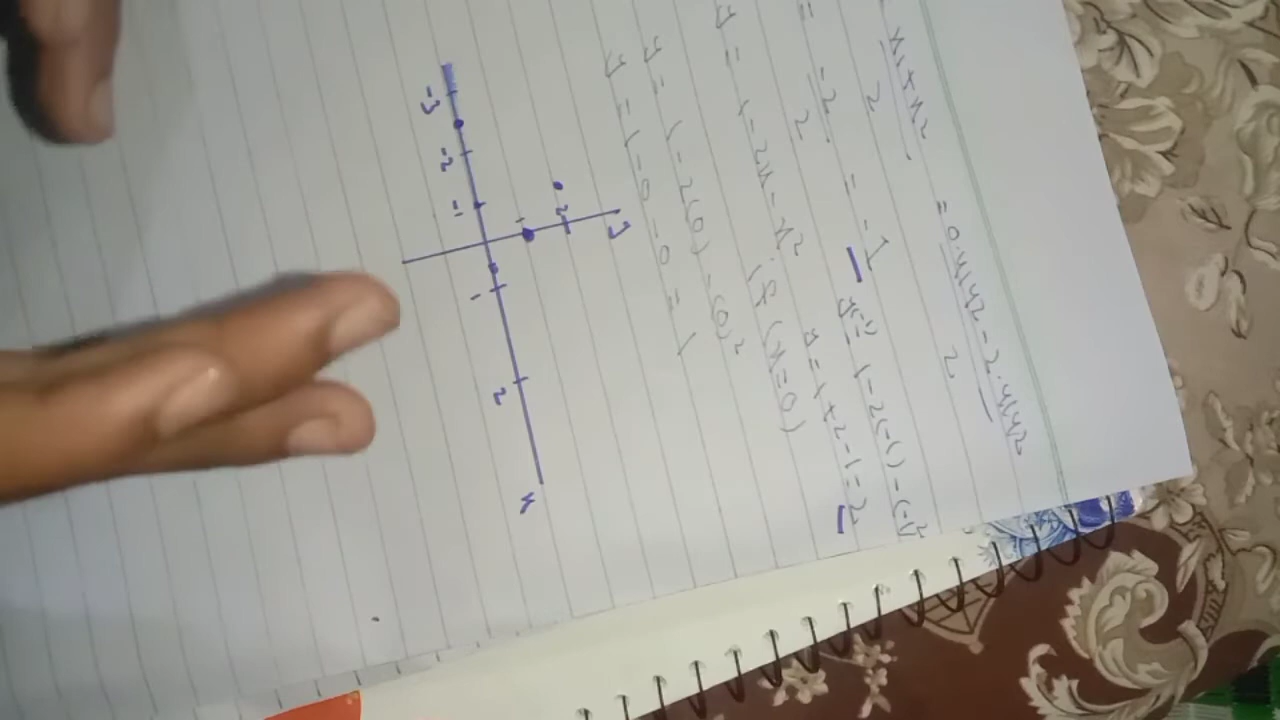 x1+x2 / 2 = 0.4142 - 2.4142 / 2
= -2 / 2 = -1 y(-1) = 1-2(-1)-(-1)²
y = 1+2-1=2
y = 1-2x-x² if (x=0)
y = 1-2(0)-(0)²
y = 1-0-0=1
y
2
1
-3 -2 -1 1 2 x